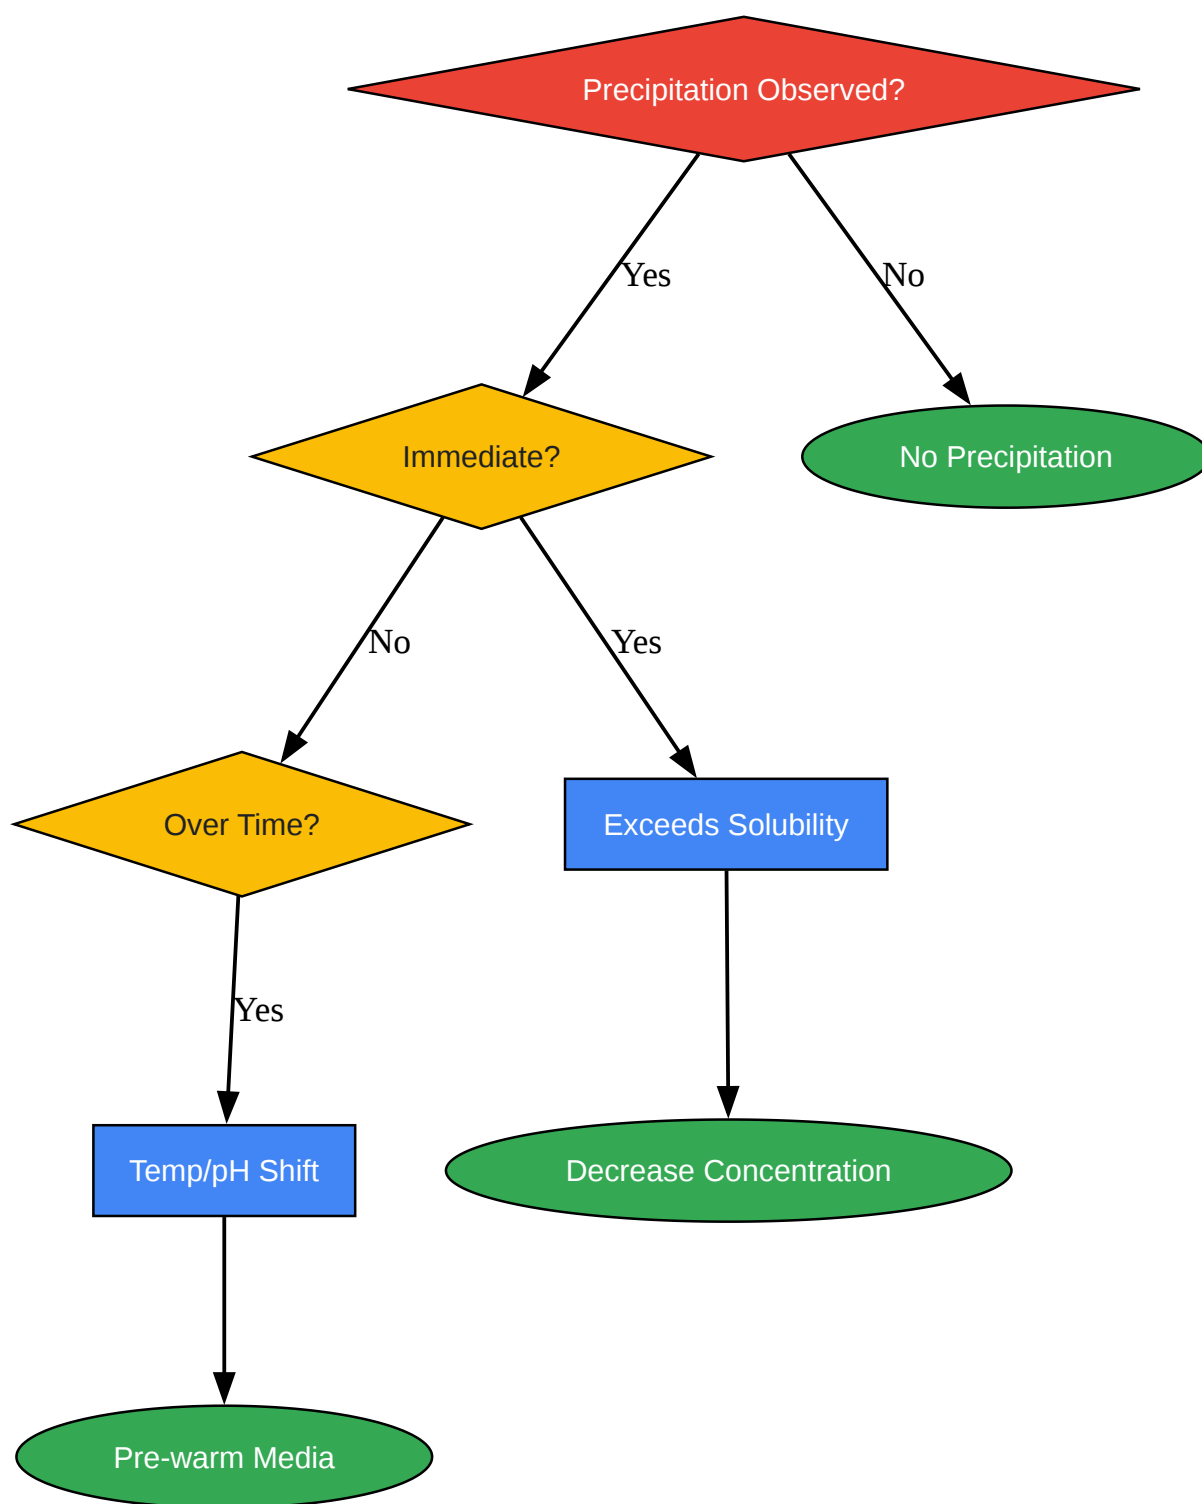 Precipitation Observed?
Yes
No
Immediate?
No Precipitation
No
Yes
Over Time?
Exceeds Solubility
Yes
Temp/pH Shift
Decrease Concentration
Pre-warm Media